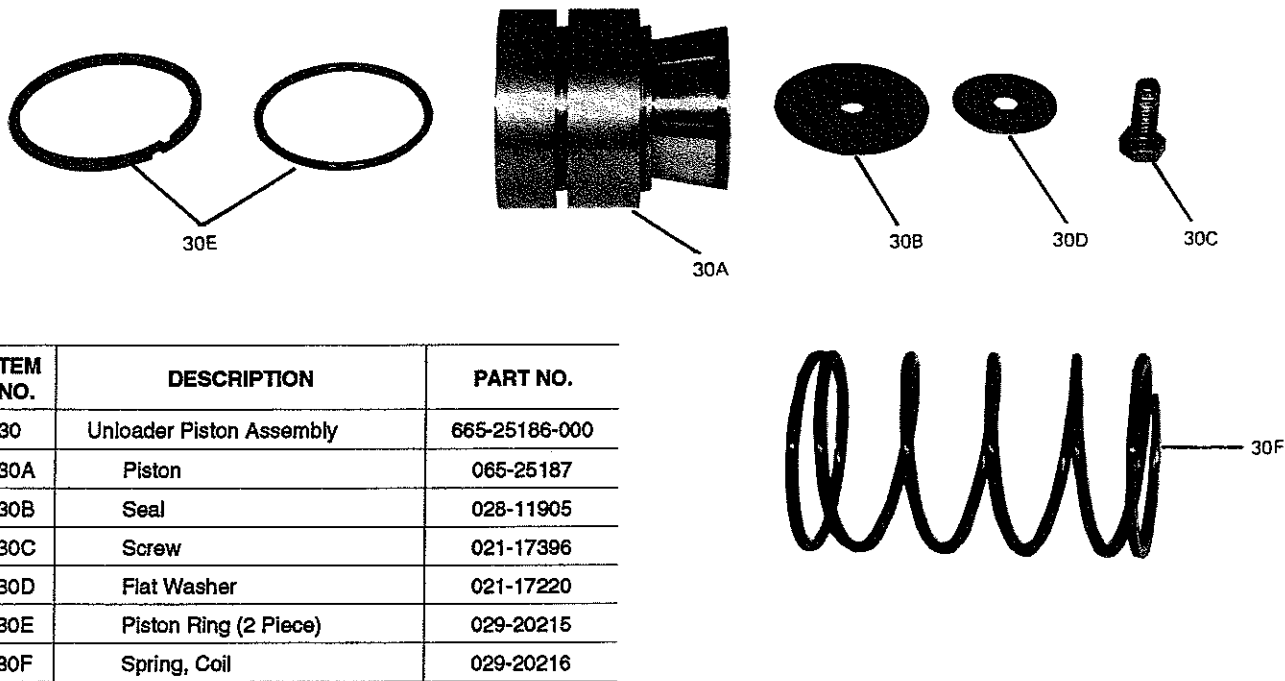 30E
30A
30B
30D
30C
30F
TEM NO. DESCRIPTION PART NO.
30 Unloader Piston Assembly 665-25186-000
30A Piston 065-25187
30B Seal 028-11905
30C Screw 021-17396
30D Flat Washer 021-17220
30E Piston Ring (2 Piece) 029-20215
30F Spring, Coil 029-20216